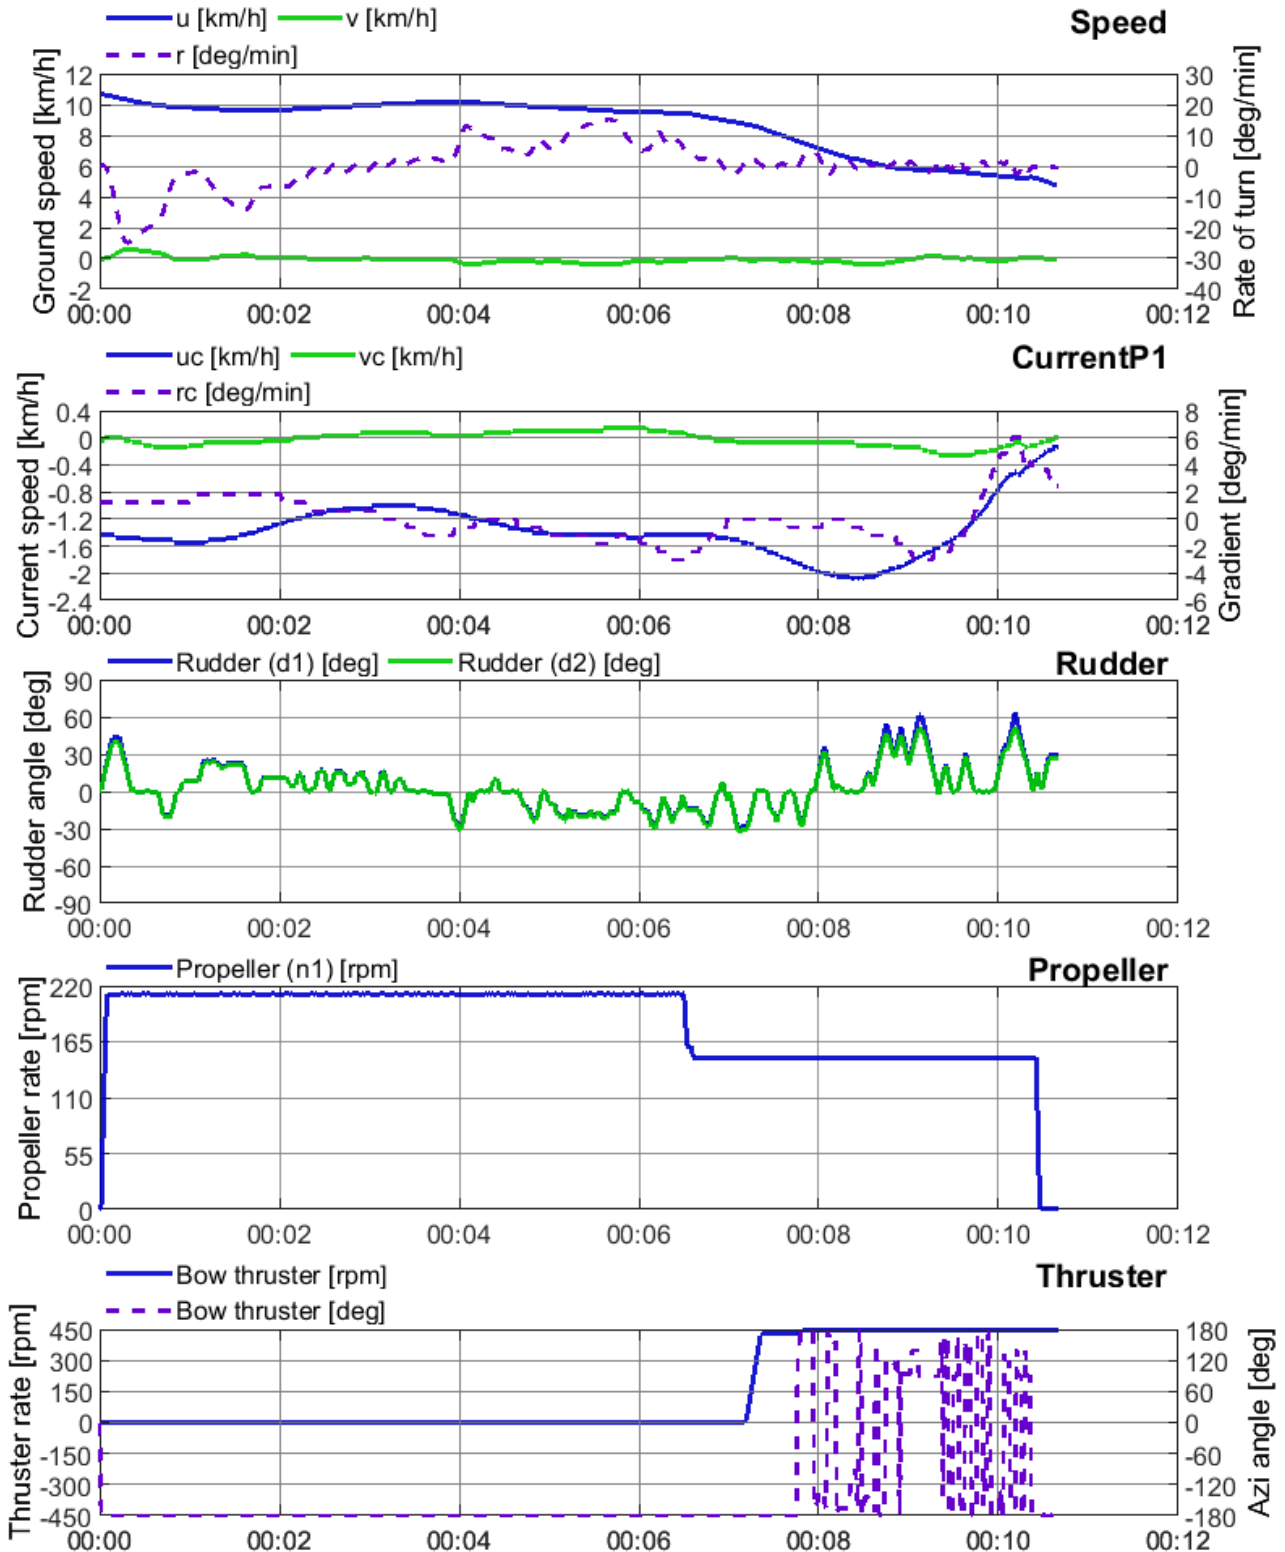 u [km/h] v [km/h] Speed
r [deg/min]
Ground speed [km/h]
12
10
8
6
4
2
0
-2
30
20
10
0
-10
-20
-30
-40
Rate of turn [deg/min]
00:00 00:02 00:04 00:06 00:08 00:10 00:12
uc [km/h] vc [km/h] CurrentP1
rc [deg/min]
Current speed [km/h]
0.4
0
-0.4
-0.8
-1.2
-1.6
-2
-2.4
8
6
4
2
0
-2
-4
-6
Gradient [deg/min]
00:00 00:02 00:04 00:06 00:08 00:10 00:12
Rudder (d1) [deg] Rudder (d2) [deg] Rudder
Rudder angle [deg]
90
60
30
0
-30
-60
-90
00:00 00:02 00:04 00:06 00:08 00:10 00:12
Propeller (n1) [rpm] Propeller
Propeller rate [rpm]
220
165
110
55
0
00:00 00:02 00:04 00:06 00:08 00:10 00:12
Bow thruster [rpm] Thruster
Bow thruster [deg]
Thruster rate [rpm]
450
300
150
0
-150
-300
-450
180
120
60
0
-60
-120
-180
Azi angle [deg]
00:00 00:02 00:04 00:06 00:08 00:10 00:12